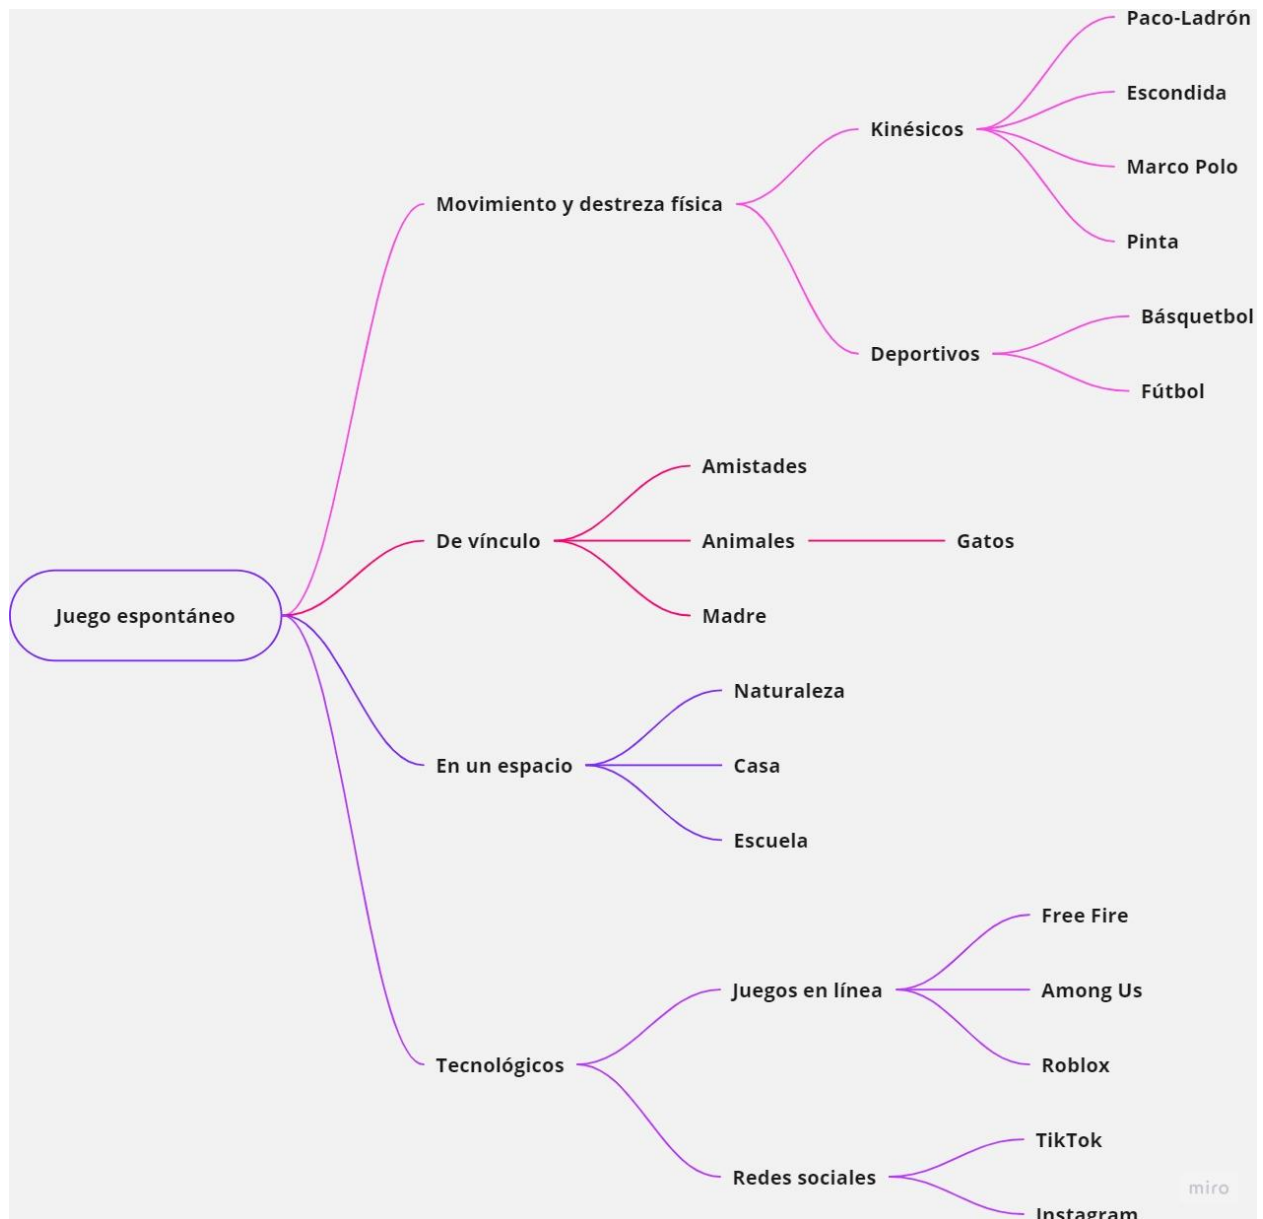 Juego espontáneo
Movimiento y destreza física
Kinésicos
Paco-Ladrón
Escondida
Marco Polo
Pinta
Deportivos
Básquetbol
Fútbol
De vínculo
Amistades
Animales
Gatos
Madre
En un espacio
Naturaleza
Casa
Escuela
Tecnológicos
Juegos en línea
Free Fire
Among Us
Roblox
Redes sociales
TikTok
Instagram
miro